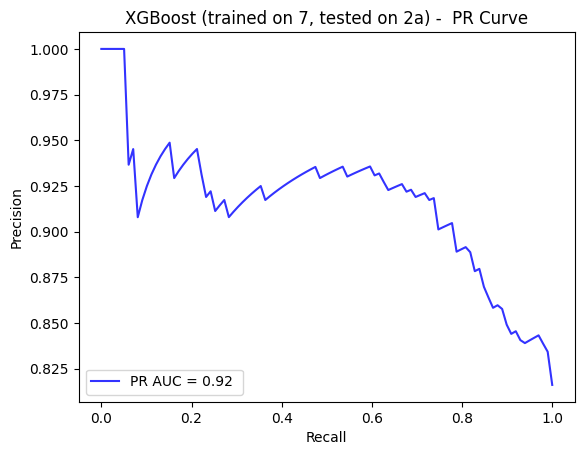 XGBoost (trained on 7, tested on 2a) -  PR Curve
1.000
0.975
0.950
0.925
0.900
0.875
0.850
0.825
Precision
PR AUC = 0.92
0.0 0.2 0.4 0.6 0.8 1.0
Recall